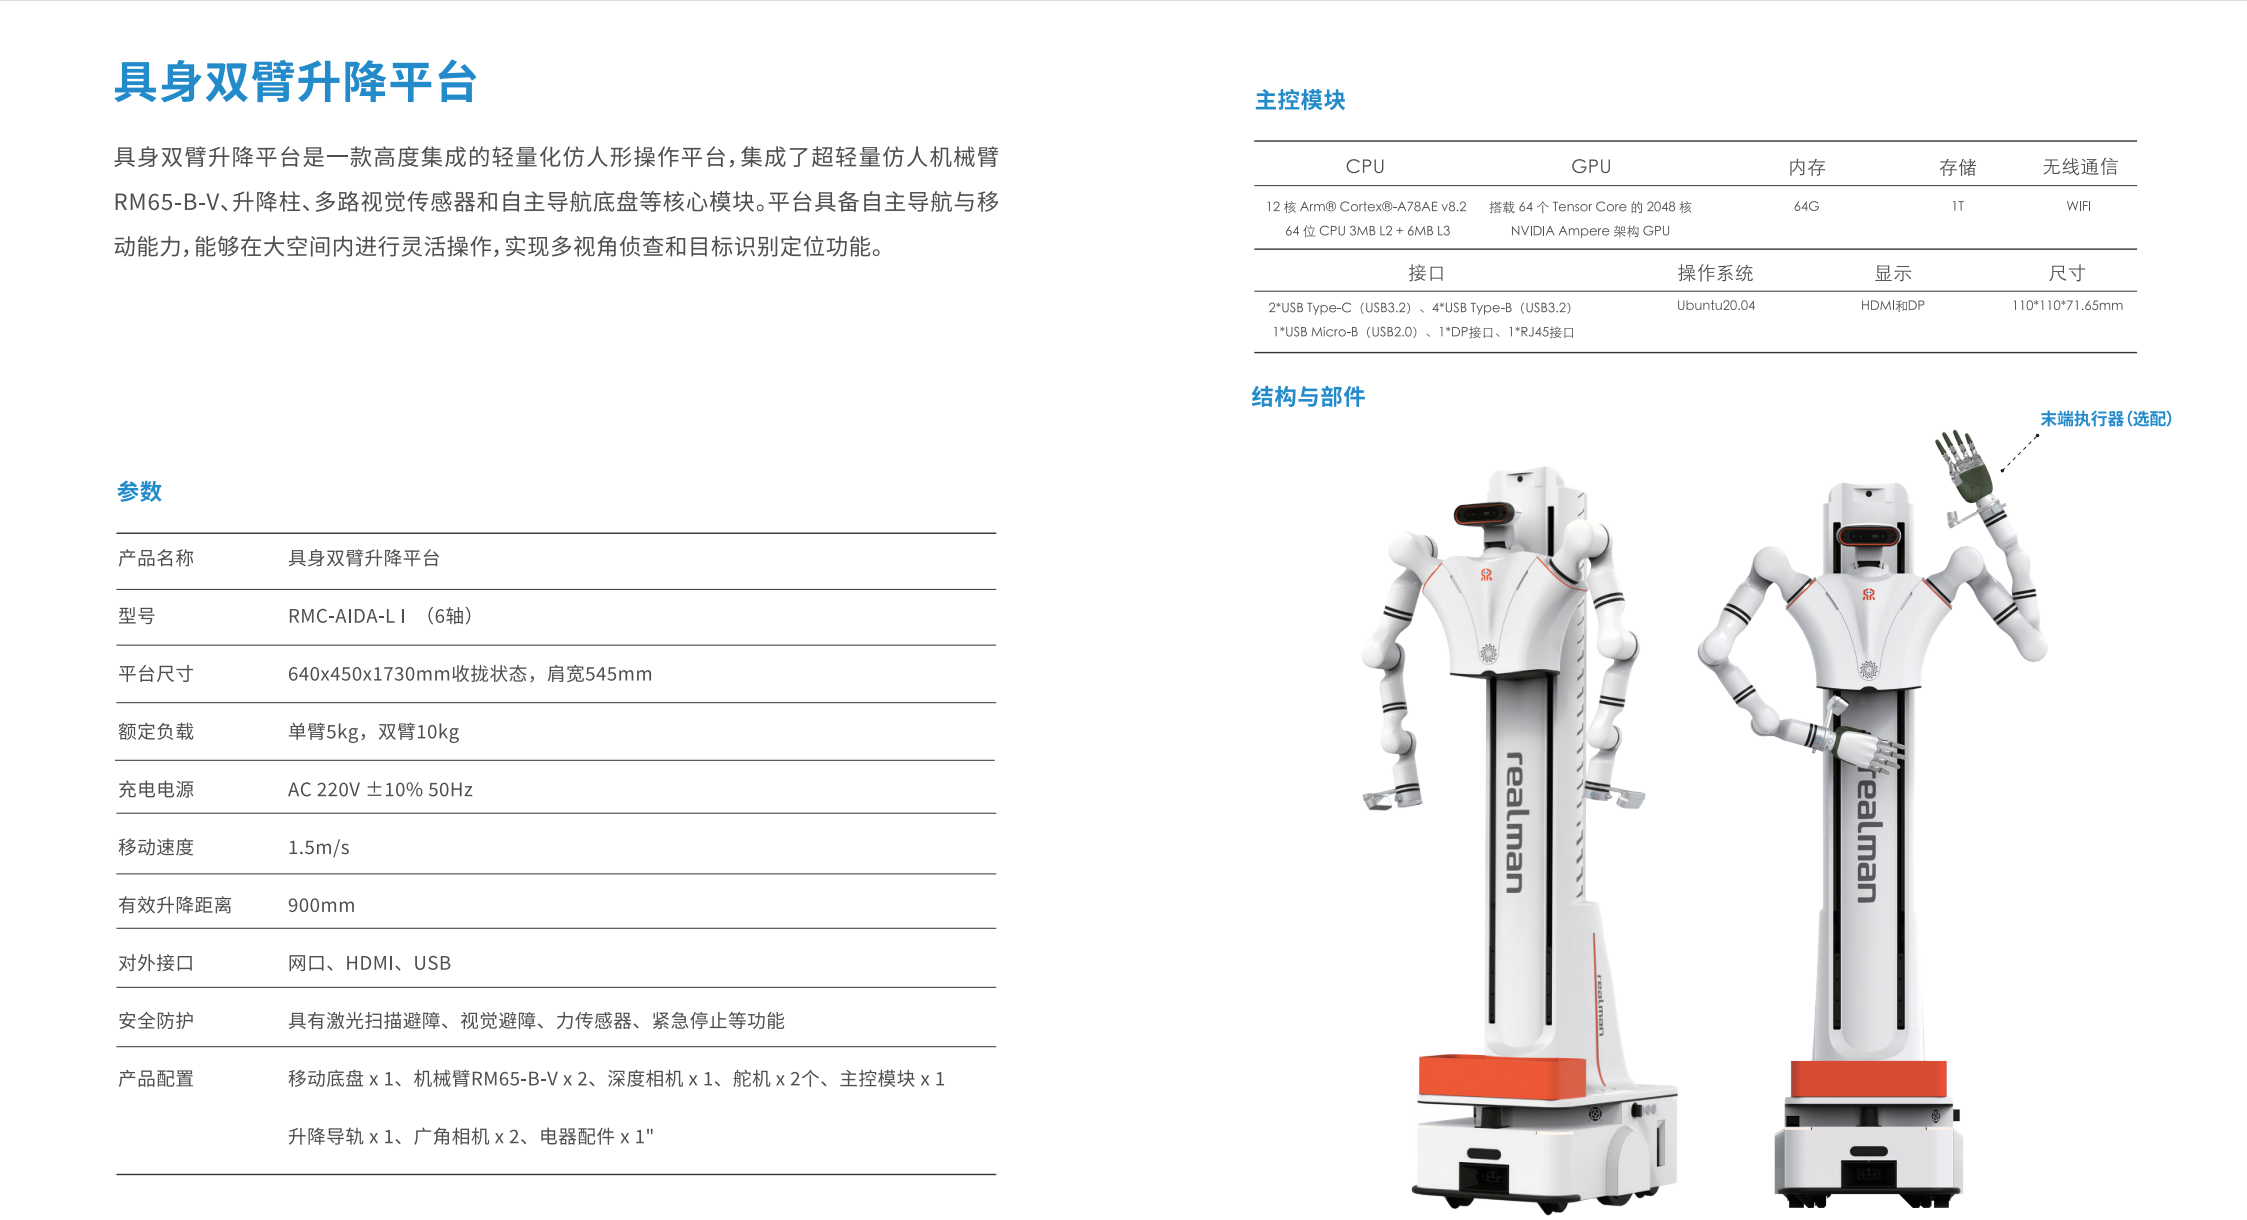 具身双臂升降平台
具身双臂升降平台是一款高度集成的轻量化仿人形操作平台，集成了超轻量仿人机械臂
RM65-B-V、升降柱、多路视觉传感器和自主导航底盘等核心模块。平台具备自主导航与移
动能力，能够在大空间内进行灵活操作，实现多视角侦查和目标识别定位功能。
参数
产品名称 具身双臂升降平台
型号 RMC-AIDA-L I （6轴）
平台尺寸 640x450x1730mm收拢状态，肩宽545mm
额定负载 单臂5kg，双臂10kg
充电电源 AC 220V ±10% 50Hz
移动速度 1.5m/s
有效升降距离 900mm
对外接口 网口、HDMI、USB
安全防护 具有激光扫描避障、视觉避障、力传感器、紧急停止等功能
产品配置 移动底盘 x 1、机械臂RM65-B-V x 2、深度相机 x 1、舵机 x 2个、主控模块 x 1
升降导轨 x 1、广角相机 x 2、电器配件 x 1"
主控模块
CPU GPU 内存 存储 无线通信
12 核 Arm® Cortex®-A78AE v8.2 搭载 64 个 Tensor Core 的 2048 核 64G 1T WIFI
64 位 CPU 3MB L2 + 6MB L3 NVIDIA Ampere 架构 GPU
接口 操作系统 显示 尺寸
2*USB Type-C（USB3.2）、4*USB Type-B（USB3.2） Ubuntu20.04 HDMI和DP 110*110*71.65mm
1*USB Micro-B（USB2.0）、1*DP接口、1*RJ45接口
结构与部件
末端执行器（选配）
realman
realman
realman